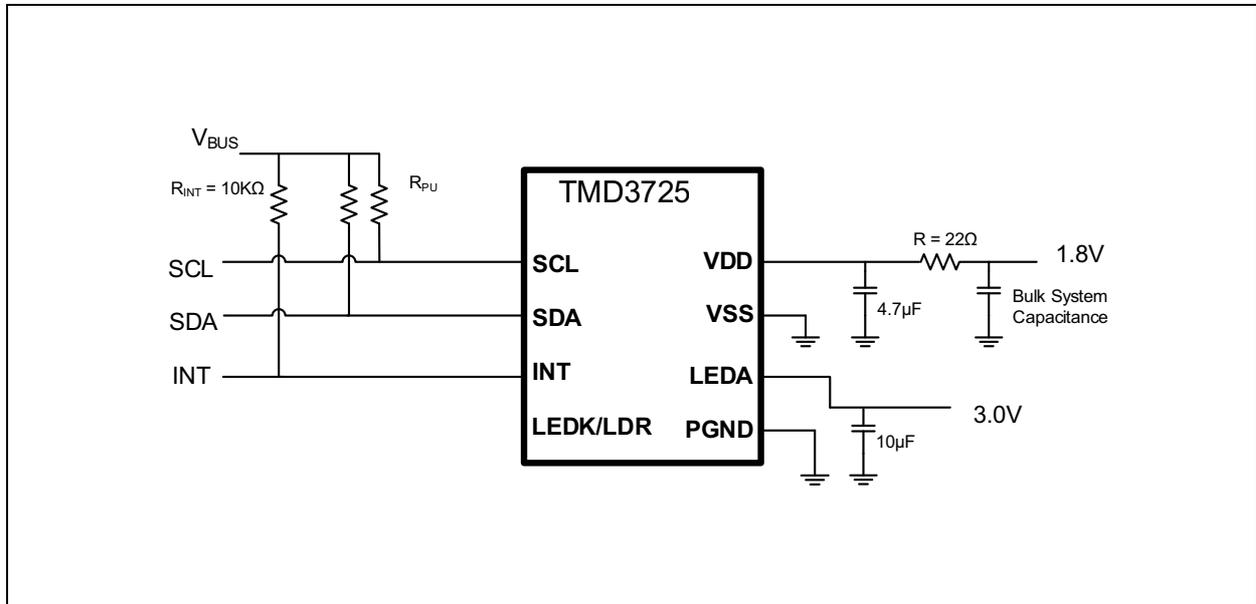 V_BUS
R_INT = 10KΩ
R_PU
TMD3725
R = 22Ω
SCL
SCL
VDD
1.8V
SDA
SDA
VSS
4.7µF
Bulk System
Capacitance
INT
INT
LEDA
3.0V
LEDK/LDR
PGND
10µF